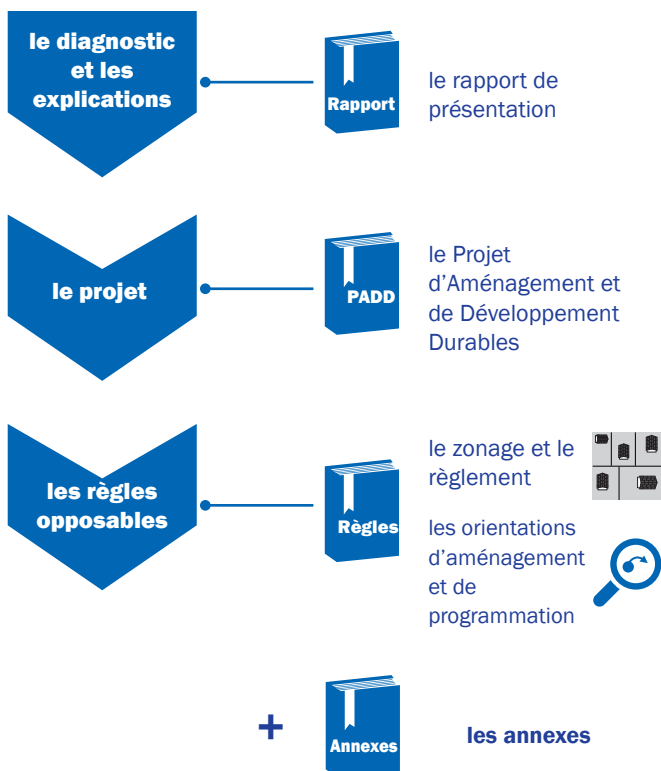 le diagnostic
et les
explications
Rapport
le rapport de
présentation
le projet
PADD
le Projet
d'Aménagement et
de Développement
Durables
les règles
opposables
Règles
le zonage et le
règlement
les orientations
d'aménagement
et de
programmation
+
Annexes
les annexes